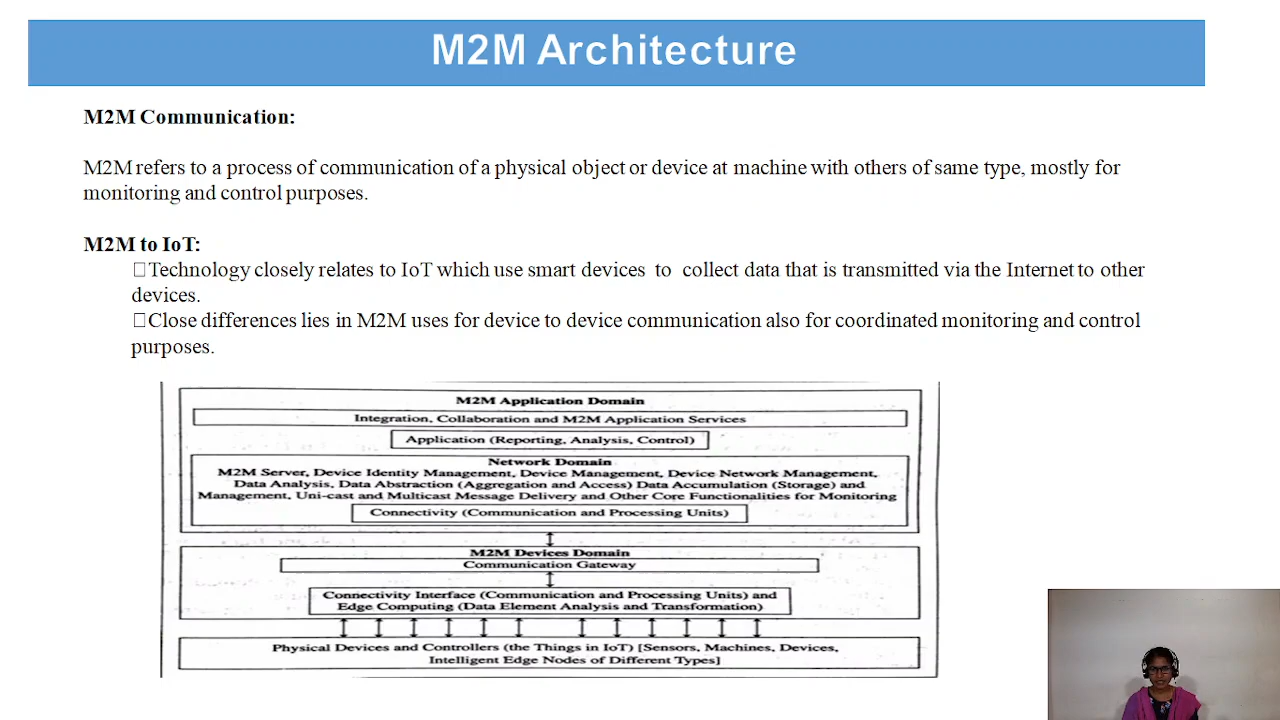 M2M Architecture
M2M Communication:
M2M refers to a process of communication of a physical object or device at machine with others of same type, mostly for
monitoring and control purposes.
M2M to IoT:
Technology closely relates to IoT which use smart devices to collect data that is transmitted via the Internet to other
devices.
Close differences lies in M2M uses for device to device communication also for coordinated monitoring and control
purposes.
M2M Application Domain
Integration, Collaboration and M2M Application Services
Application (Reporting, Analysis, Control)
Network Domain
M2M Server, Device Identity Management, Device Management, Device Network Management,
Data Analysis, Data Abstraction (Aggregation and Access) Data Accumulation (Storage) and
Management, Uni-cast and Multicast Message Delivery and Other Core Functionalities for Monitoring
Connectivity (Communication and Processing Units)
M2M Devices Domain
Communication Gateway
Connectivity Interface (Communication and Processing Units) and
Edge Computing (Data Element Analysis and Transformation)
Physical Devices and Controllers (the Things in IoT) [Sensors, Machines, Devices,
Intelligent Edge Nodes of Different Types]